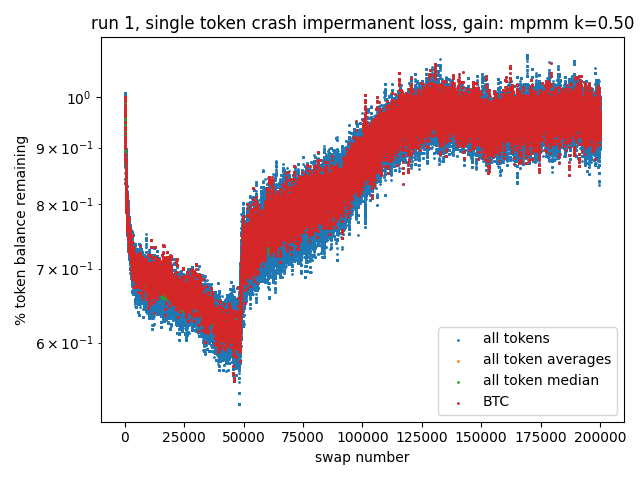 run 1, single token crash impermanent loss, gain: mpmm k=0.50
% token balance remaining
10⁰
9 × 10⁻¹
8 × 10⁻¹
7 × 10⁻¹
6 × 10⁻¹
all tokens
all token averages
all token median
BTC
0 25000 50000 75000 100000 125000 150000 175000 200000
swap number